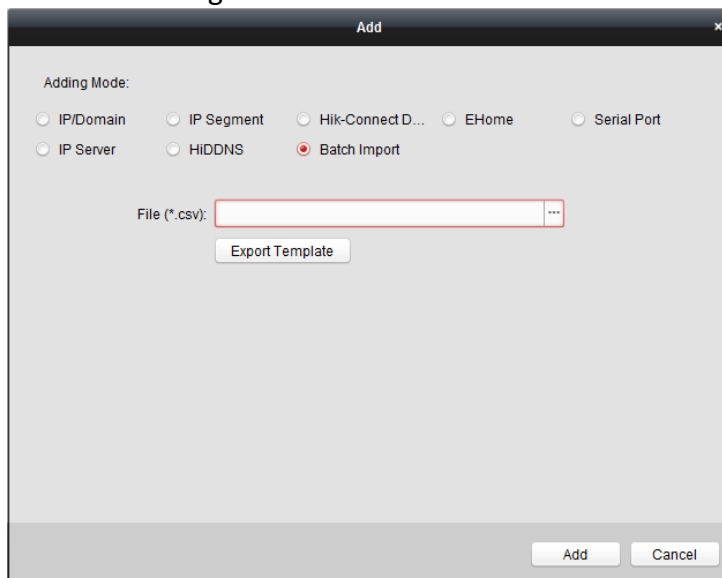 Add ×
Adding Mode:
IP/Domain IP Segment Hik-Connect D... EHome Serial Port
IP Server HiDDNS Batch Import
File (*.csv): ...
Export Template
Add Cancel